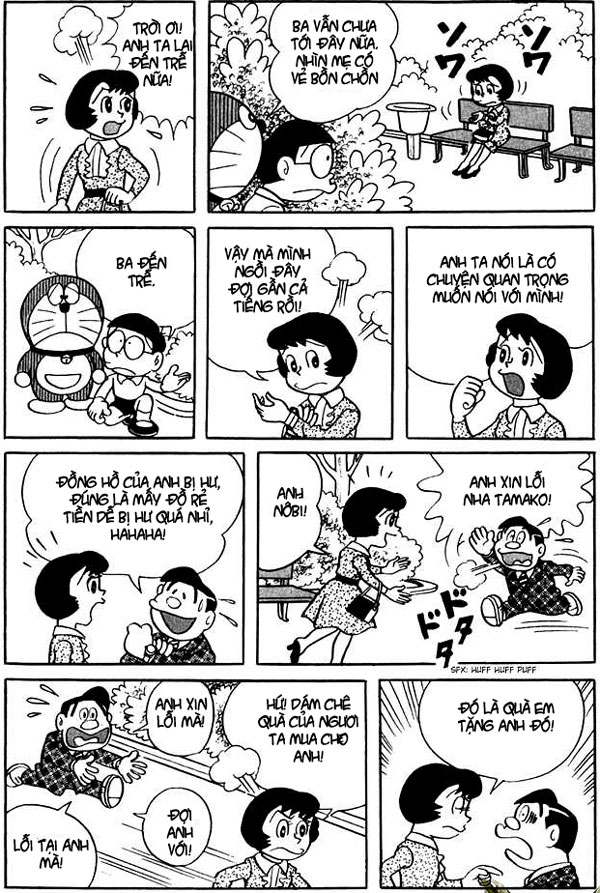 BA VẪN CHƯA
TỚI ĐÂY NỮA,
NHÌN MẸ CÓ
VẺ BỒN CHỒN
ソワ
ソワ
TRỜI ƠI!
ANH TA LẠI
ĐẾN TRỄ
NỮA!
ANH TA NÓI LÀ CÓ
CHUYỆN QUAN TRỌNG
MUỐN NÓI VỚI MÌNH!
VẬY MÀ MÌNH
NGỒI ĐÂY
ĐỢI GẦN CẢ
TIẾNG RỒI!
BA ĐẾN
TRỄ.
ANH XIN LỖI
NHA TAMAKO!
ANH
NÔBI!
ドタ
ドタ
SFX: HUFF HUFF PUFF
ĐỒNG HỒ CỦA ANH BỊ HƯ,
ĐÚNG LÀ MẤY ĐỒ RẺ
TIỀN DỄ BỊ HƯ QUÁ NHỈ,
HAHAHA!
ĐÓ LÀ QUÀ EM
TẶNG ANH ĐÓ!
HỨ! DÁM CHÊ
QUÀ CỦA NGƯƠI
TA MUA CHO
ANH!
ANH XIN
LỖI MÀ!
ĐỢI
ANH
VỚI!
LỖI TẠI ANH
MÀ!